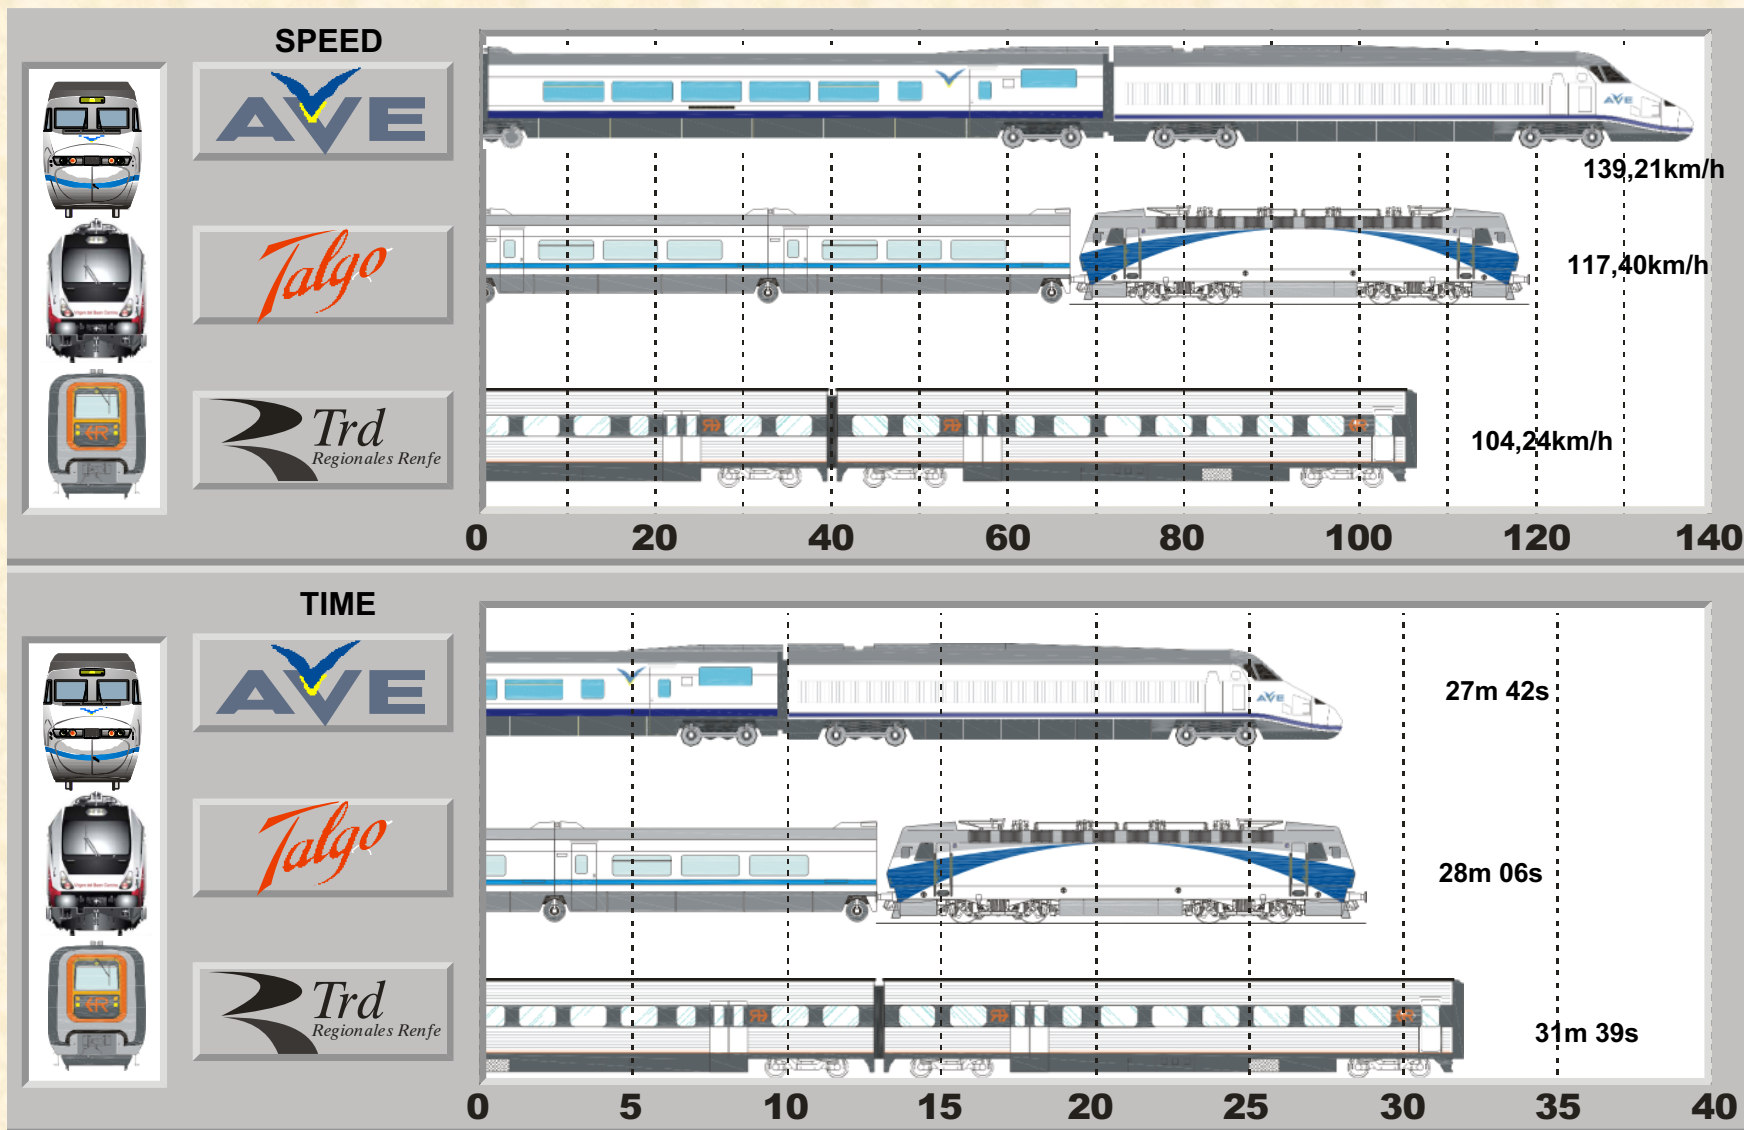 SPEED
AVE
AVE
139,21km/h
Talgo
117,40km/h
Trd
Regionales Renfe
104,24km/h
0 20 40 60 80 100 120 140
TIME
AVE
AVE
27m 42s
Talgo
28m 06s
Trd
Regionales Renfe
31m 39s
0 5 10 15 20 25 30 35 40